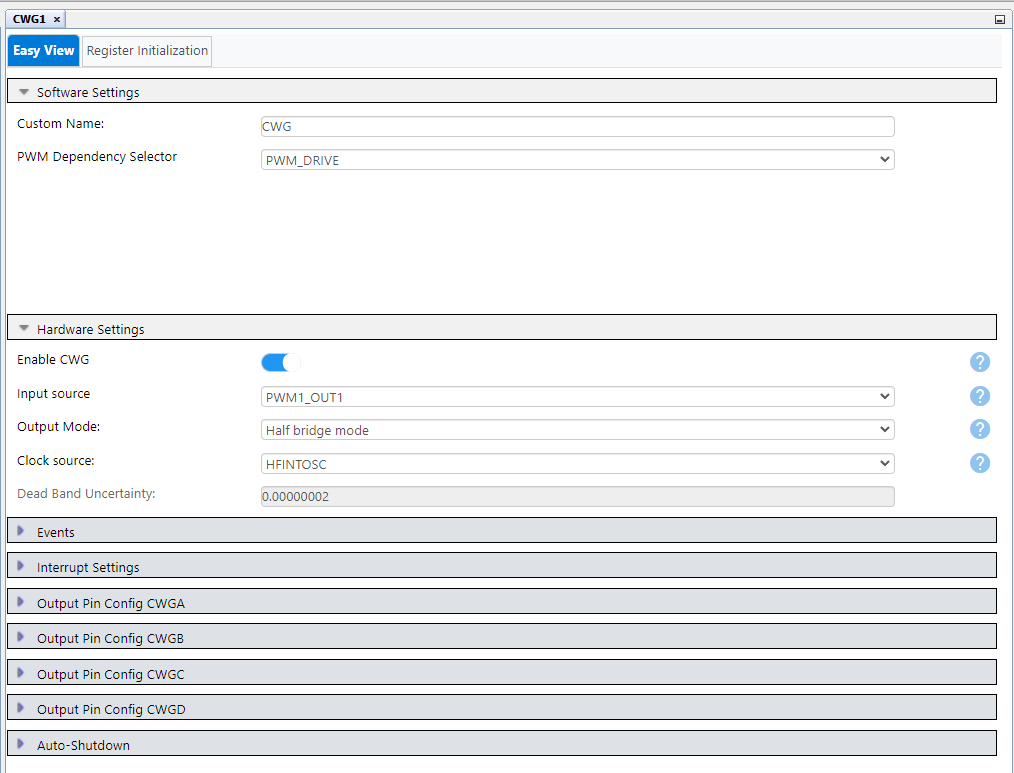 CWG1 ×
Easy View Register Initialization
Software Settings
Custom Name: CWG
PWM Dependency Selector PWM_DRIVE
Hardware Settings
Enable CWG ?
Input source PWM1_OUT1 ?
Output Mode: Half bridge mode ?
Clock source: HFINTOSC ?
Dead Band Uncertainty: 0.00000002
Events
Interrupt Settings
Output Pin Config CWGA
Output Pin Config CWGB
Output Pin Config CWGC
Output Pin Config CWGD
Auto-Shutdown